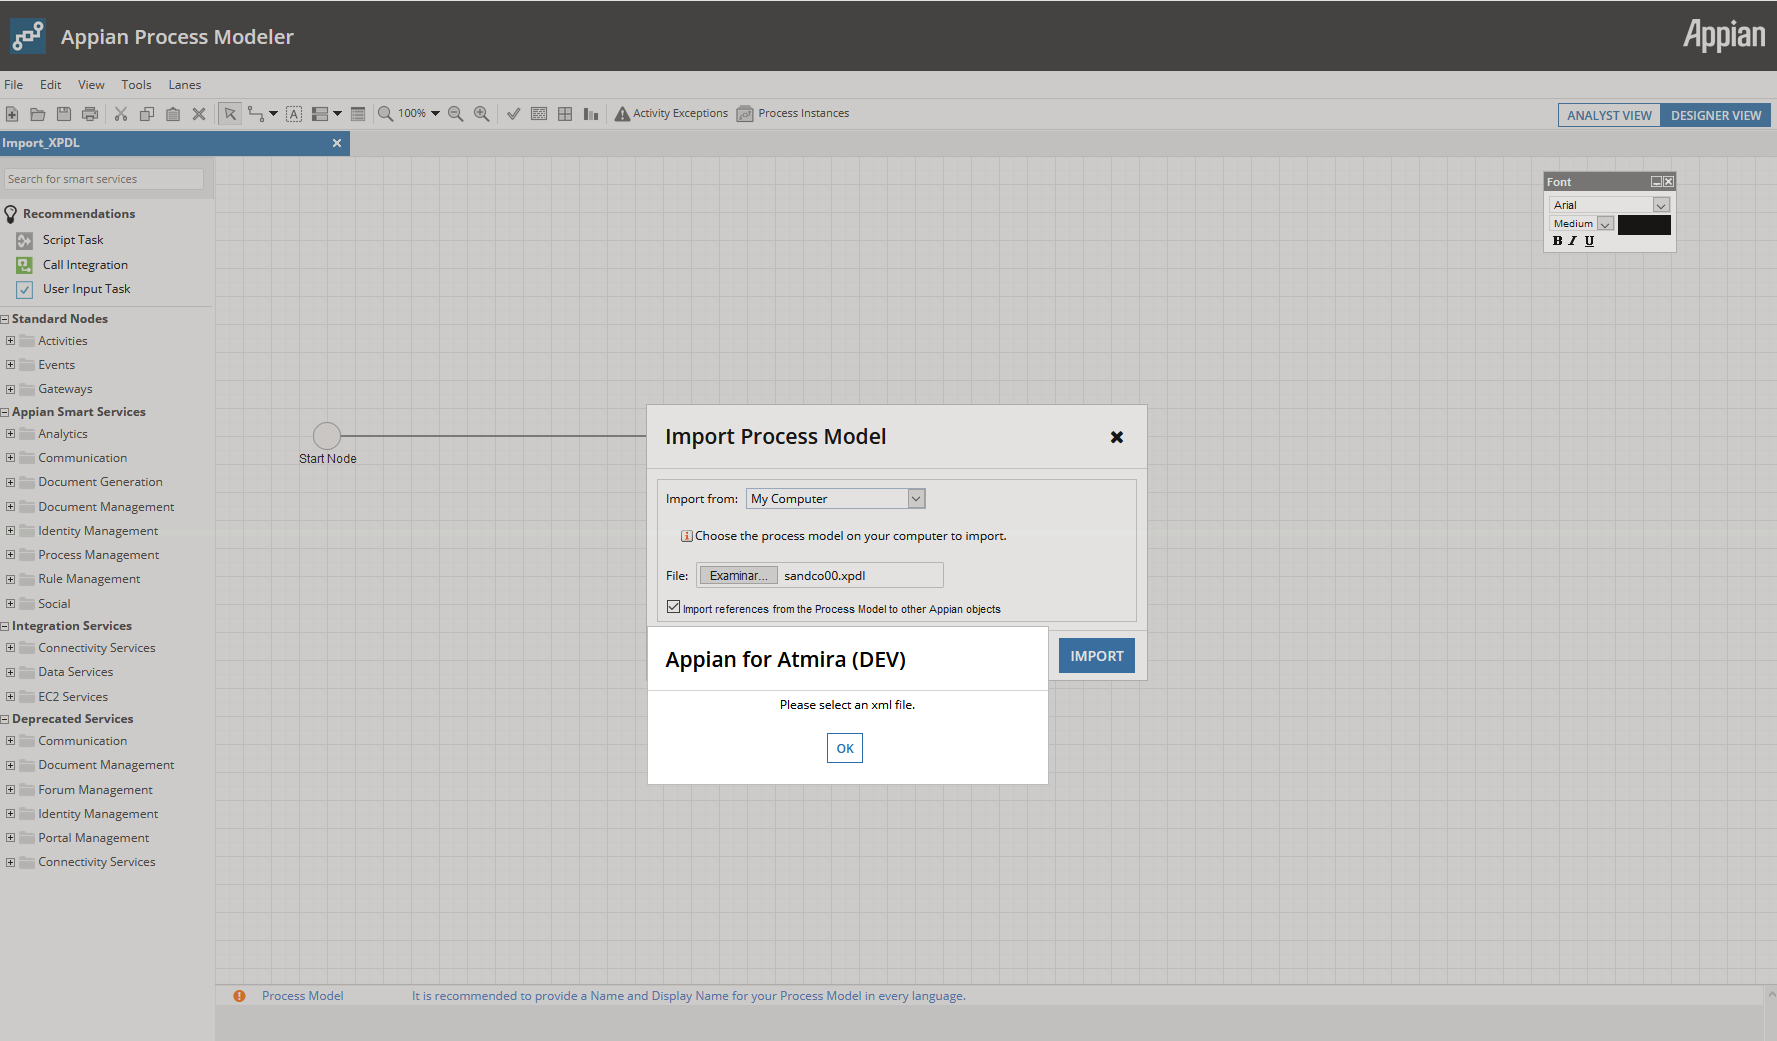 Appian Process Modeler
Appian
File Edit View Tools Lanes
A 100% Activity Exceptions Process Instances
ANALYST VIEW DESIGNER VIEW
Import_XPDL
Search for smart services
Recommendations
Script Task
Call Integration
User Input Task
Standard Nodes
Activities
Events
Gateways
Appian Smart Services
Analytics
Communication
Document Generation
Document Management
Identity Management
Process Management
Rule Management
Social
Integration Services
Connectivity Services
Data Services
EC2 Services
Deprecated Services
Communication
Document Management
Forum Management
Identity Management
Portal Management
Connectivity Services
Start Node
Font
Arial
Medium
B I U
Import Process Model
Import from: My Computer
Choose the process model on your computer to import.
File: Examinar... sandco00.xpdl
Import references from the Process Model to other Appian objects
IMPORT
Appian for Atmira (DEV)
Please select an xml file.
OK
Process Model It is recommended to provide a Name and Display Name for your Process Model in every language.